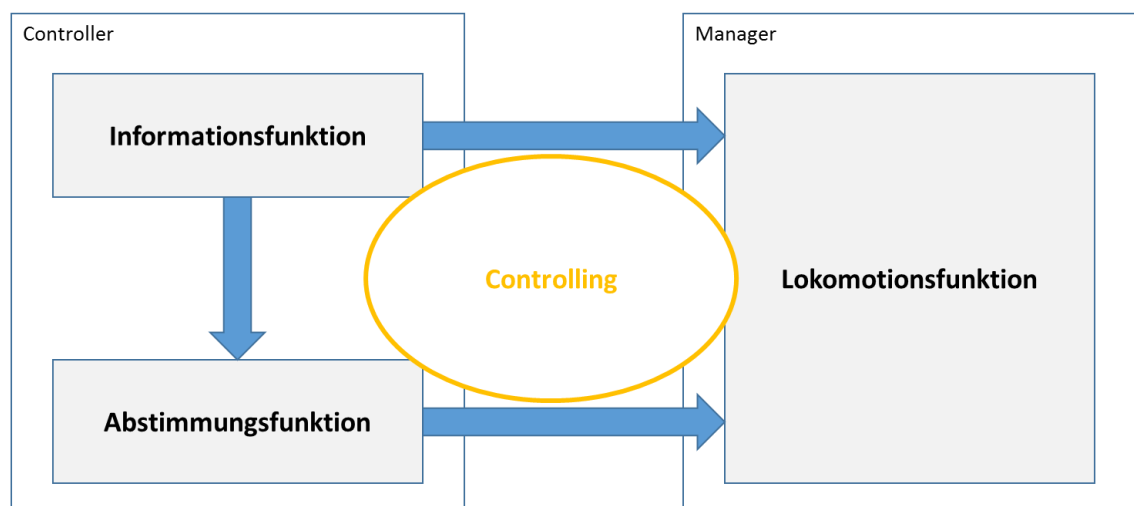 Controller
Manager
Informationsfunktion
Controlling
Lokomotionsfunktion
Abstimmungsfunktion